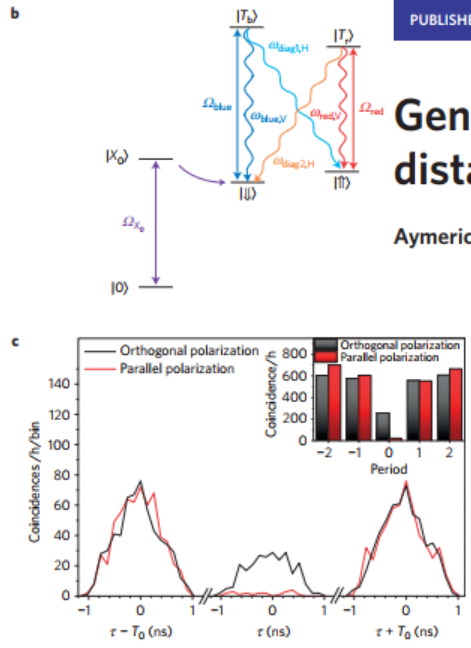 b
|T_b⟩
|T_r⟩
ω_diag1,H
Ω_blue
ω_blue,V
ω_red,V
Ω_red
ω_diag2,H
|X_0⟩
|⇓⟩
|⇑⟩
Ω_X_0
|0⟩
PUBLISHE
Gen
dista
Aymeric
c
Orthogonal polarization
Parallel polarization
Coincidences/h/bin
140
120
100
80
60
40
20
0
Orthogonal polarization
Parallel polarization
Coincidence/h
800
600
400
200
0
−2 −1 0 1 2
Period
−1 0 1 −1 0 1 −1 0 1
τ − T_0 (ns) τ (ns) τ + T_0 (ns)